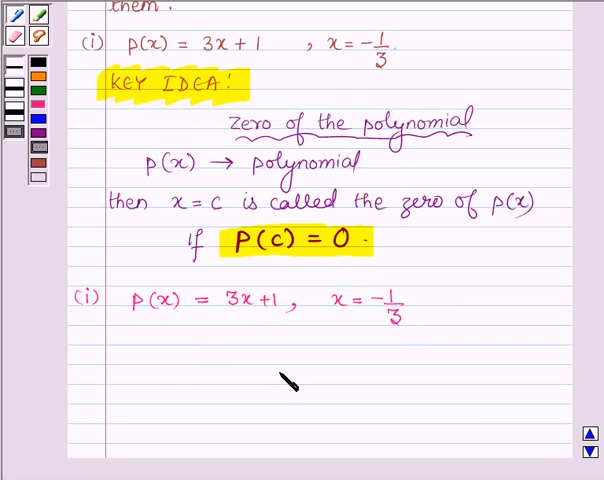 them.
(i) p(x) = 3x+1 , x = -1/3.
KEY IDEA:
Zero of the polynomial
p(x) → polynomial
then x = c is called the zero of p(x)
if P(c) = 0.
(i) p(x) = 3x+1, x = -1/3